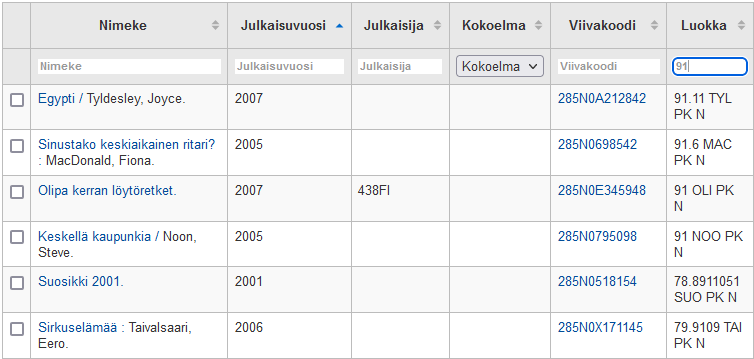 Nimeke Julkaisuvuosi Julkaisija Kokoelma Viivakoodi Luokka
Nimeke Julkaisuvuosi Julkaisija Kokoelma Viivakoodi 91
Egypti / Tyldesley, Joyce. 2007 285N0A212842 91.11 TYL
PK N
Sinustako keskiaikainen ritari? 2005 285N0698542 91.6 MAC
: MacDonald, Fiona. PK N
Olipa kerran löytöretket. 2007 438FI 285N0E345948 91 OLI PK
N
Keskellä kaupunkia / Noon, 2005 285N0795098 91 NOO PK
Steve. N
Suosikki 2001. 2001 285N0518154 78.8911051
SUO PK N
Sirkuselämää : Taivalsaari, 2006 285N0X171145 79.9109 TAI
Eero. PK N